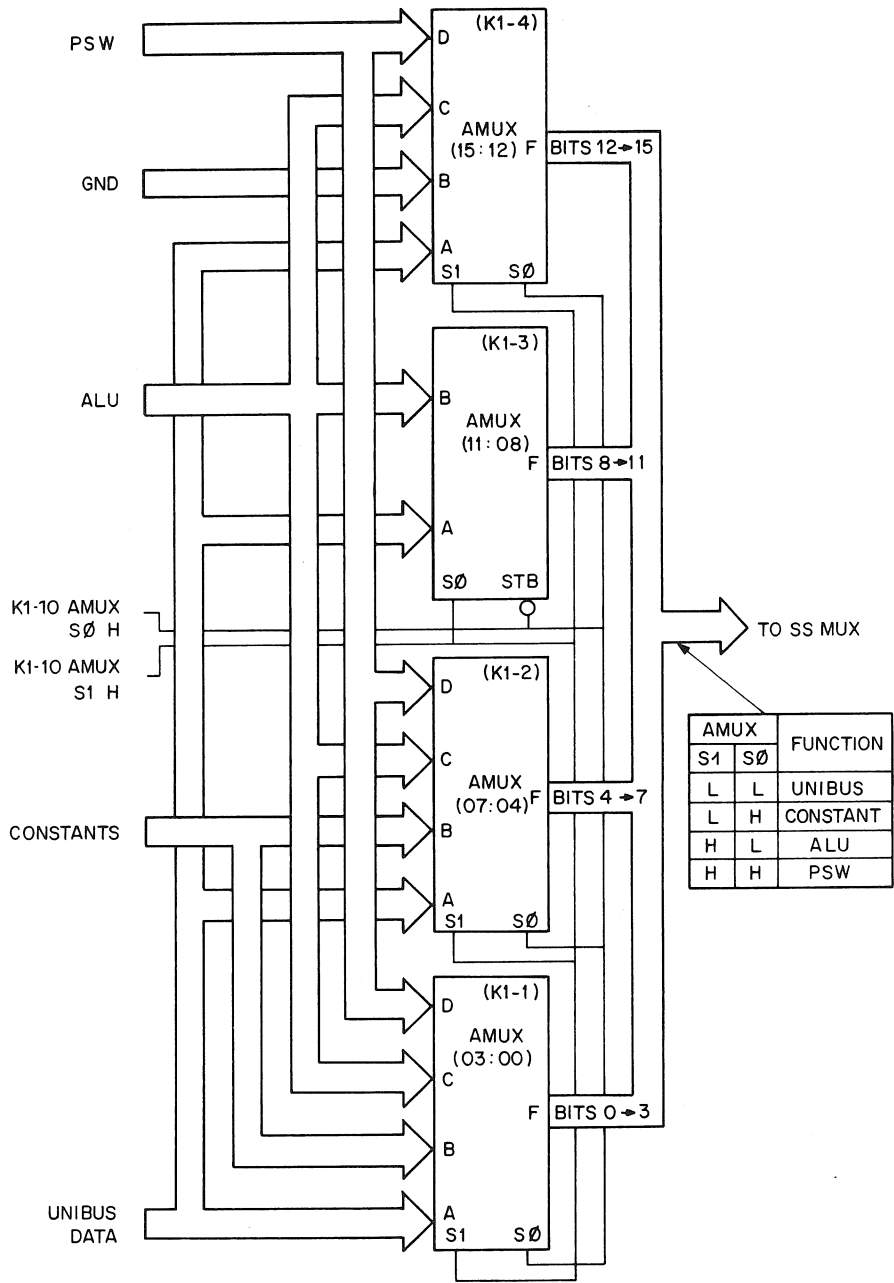 PSW
GND
ALU
K1-10 AMUX
SØ H
K1-10 AMUX
S1 H
CONSTANTS
UNIBUS
DATA
(K1-4)
D
C
AMUX
(15:12) F
B
A
S1 SØ
BITS 12→15
(K1-3)
B
AMUX
(11:08)
F
A
SØ STB
BITS 8→11
(K1-2)
D
C
AMUX
(07:04) F
B
A
S1 SØ
BITS 4→7
(K1-1)
D
AMUX
(03:00)
C
F
B
A
S1 SØ
BITS 0→3
TO SS MUX
AMUX FUNCTION
S1 SØ
L L UNIBUS
L H CONSTANT
H L ALU
H H PSW